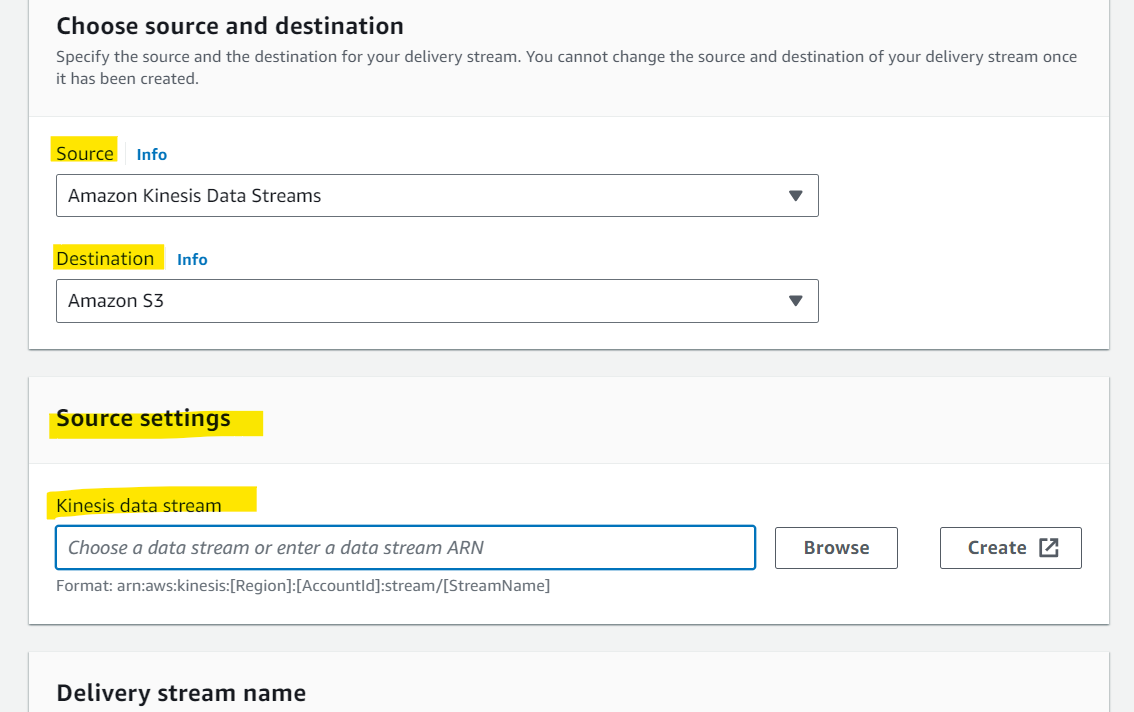 Choose source and destination
Specify the source and the destination for your delivery stream. You cannot change the source and destination of your delivery stream once
it has been created.
Source Info
Amazon Kinesis Data Streams
Destination Info
Amazon S3
Source settings
Kinesis data stream
Choose a data stream or enter a data stream ARN Browse Create
Format: arn:aws:kinesis:[Region]:[AccountId]:stream/[StreamName]
Delivery stream name